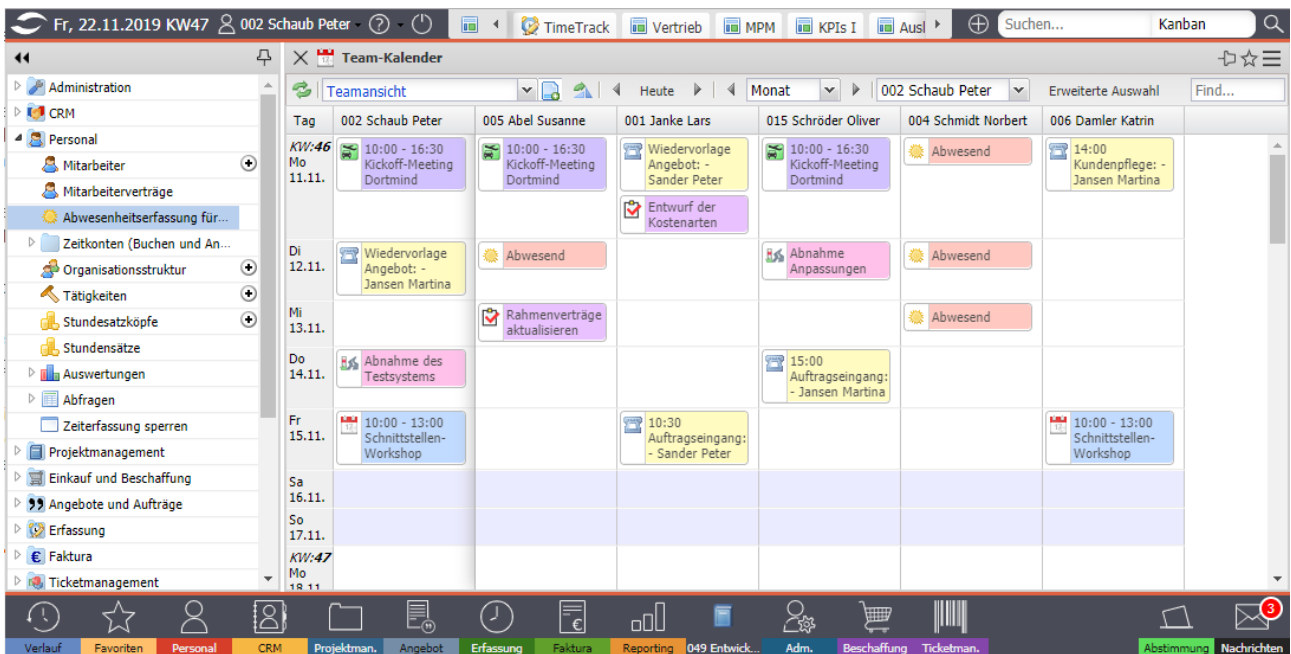 Fr, 22.11.2019 KW47 002 Schaub Peter TimeTrack Vertrieb MPM KPIs I Ausl Suchen... Kanban
Team-Kalender
Administration
CRM
Personal
Mitarbeiter
Mitarbeiterverträge
Abwesenheitserfassung für...
Zeitkonten (Buchen und An...
Organisationsstruktur
Tätigkeiten
Stundesatzköpfe
Stundensätze
Auswertungen
Abfragen
Zeiterfassung sperren
Projektmanagement
Einkauf und Beschaffung
Angebote und Aufträge
Erfassung
Faktura
Ticketmanagement
Teamansicht Heute Monat 002 Schaub Peter Erweiterte Auswahl Find...
Tag 002 Schaub Peter 005 Abel Susanne 001 Janke Lars 015 Schröder Oliver 004 Schmidt Norbert 006 Damler Katrin
KW:46
Mo
11.11.
10:00 - 16:30
Kickoff-Meeting
Dortmind
10:00 - 16:30
Kickoff-Meeting
Dortmind
Wiedervorlage
Angebot: -
Sander Peter
Entwurf der
Kostenarten
10:00 - 16:30
Kickoff-Meeting
Dortmind
Abwesend
14:00
Kundenpflege: -
Jansen Martina
Di
12.11.
Wiedervorlage
Angebot: -
Jansen Martina
Abwesend
Abnahme
Anpassungen
Abwesend
Mi
13.11.
Rahmenverträge
aktualisieren
Abwesend
Do
14.11.
Abnahme des
Testsystems
15:00
Auftragseingang:
- Jansen Martina
Fr
15.11.
10:00 - 13:00
Schnittstellen-
Workshop
10:30
Auftragseingang:
- Sander Peter
10:00 - 13:00
Schnittstellen-
Workshop
Sa
16.11.
So
17.11.
KW:47
Mo
18.11
3
Verlauf Favoriten Personal CRM Projektman. Angebot Erfassung Faktura Reporting 049 Entwick... Adm. Beschaffung Ticketman. Abstimmung Nachrichten